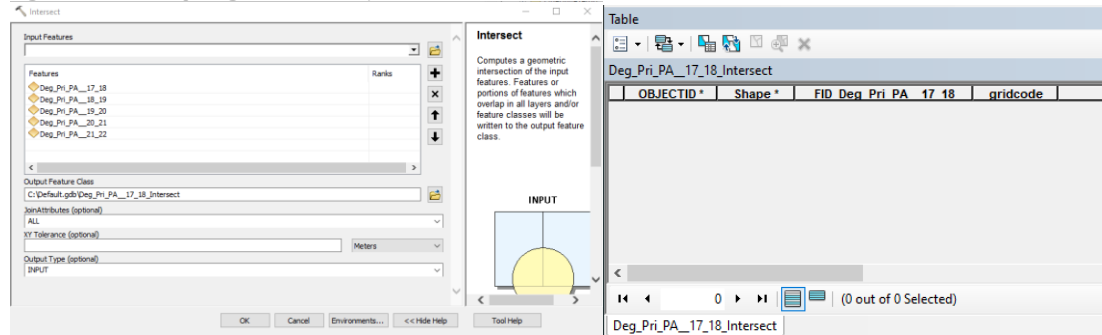 Intersect
Input Features
Features
Ranks
Deg_Pri_PA__17_18
Deg_Pri_PA__18_19
Deg_Pri_PA__19_20
Deg_Pri_PA__20_21
Deg_Pri_PA__21_22
Output Feature Class
C:\Default.gdb\Deg_Pri_PA__17_18_Intersect
JoinAttributes (optional)
ALL
XY Tolerance (optional)
Meters
Output Type (optional)
INPUT
OK
Cancel
Environments...
<< Hide Help
Intersect
Computes a geometric
intersection of the input
features. Features or
portions of features which
overlap in all layers and/or
feature classes will be
written to the output feature
class.
INPUT
Tool Help
Table
Deg_Pri_PA__17_18_Intersect
OBJECTID * Shape * FID_Deg_Pri_PA__17_18 gridcode
0
(0 out of 0 Selected)
Deg_Pri_PA__17_18_Intersect